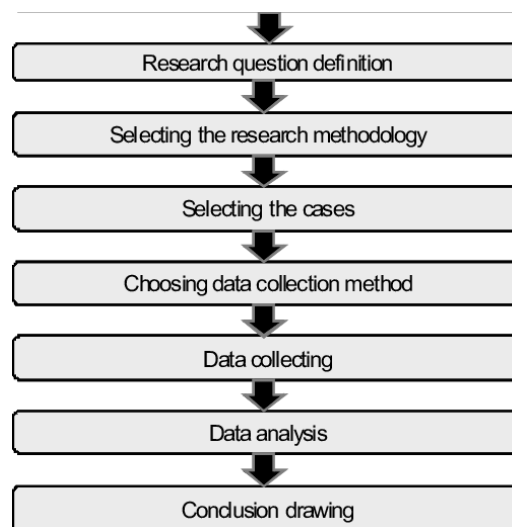 Research question definition
Selecting the research methodology
Selecting the cases
Choosing data collection method
Data collecting
Data analysis
Conclusion drawing